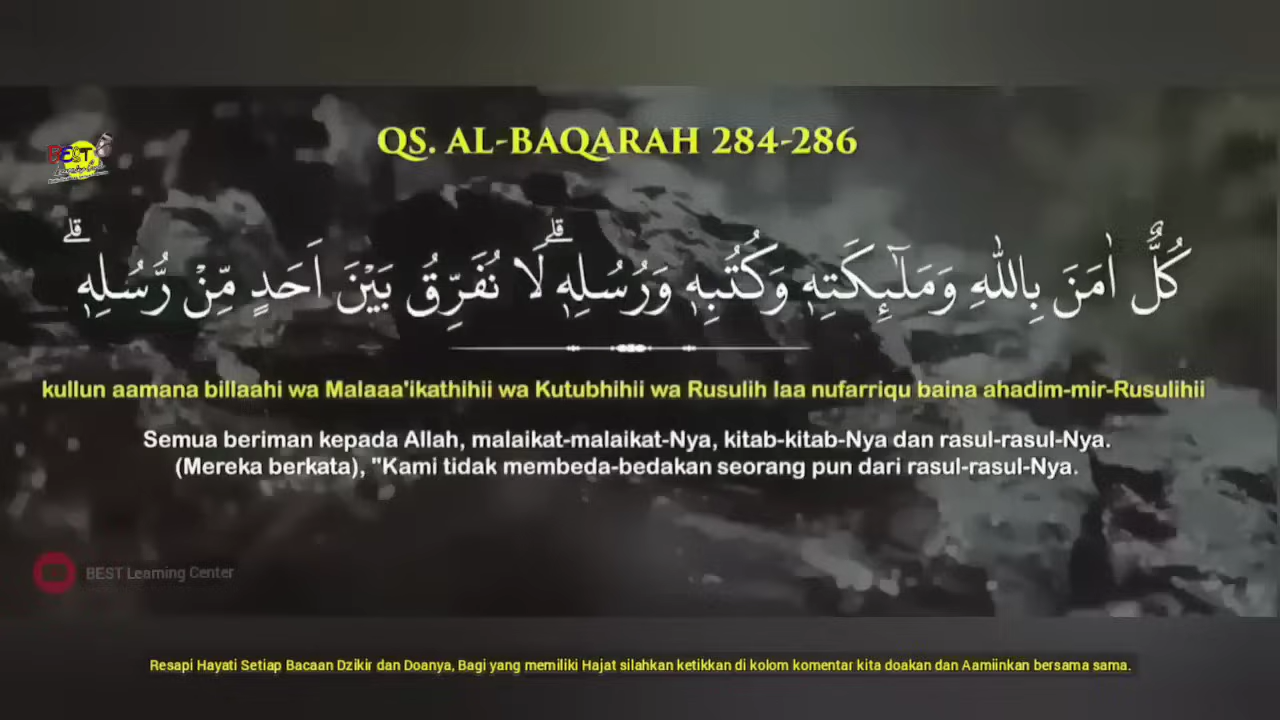 BEST
QS. AL-BAQARAH 284-286
كُلٌّ اٰمَنَ بِاللّٰهِ وَمَلٰۤىِٕكَتِهٖ وَكُتُبِهٖ وَرُسُلِهٖۗ لَا نُفَرِّقُ بَيْنَ اَحَدٍ مِّنْ رُّسُلِهٖۗ
kullun aamana billaahi wa Malaaa'ikathihii wa Kutubhihii wa Rusulih laa nufarriqu baina ahadim-mir-Rusulihii
Semua beriman kepada Allah, malaikat-malaikat-Nya, kitab-kitab-Nya dan rasul-rasul-Nya.
(Mereka berkata), "Kami tidak membeda-bedakan seorang pun dari rasul-rasul-Nya.
BEST Learning Center
Resapi Hayati Setiap Bacaan Dzikir dan Doanya, Bagi yang memiliki Hajat silahkan ketikkan di kolom komentar kita doakan dan Aamiinkan bersama sama.